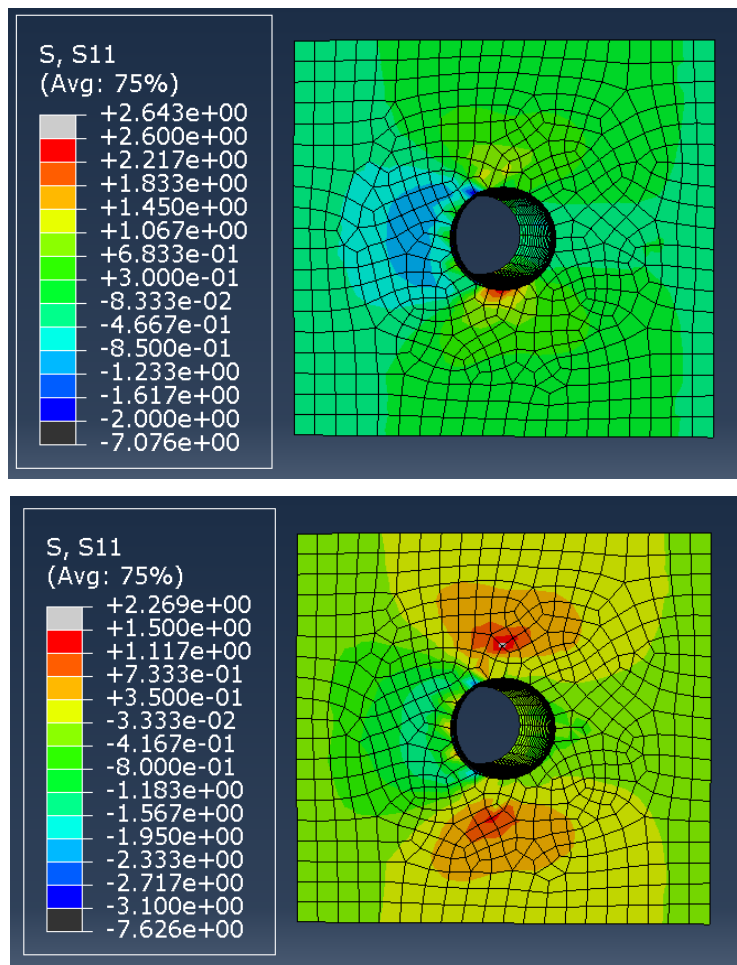 S, S11
(Avg: 75%)
+2.643e+00
+2.600e+00
+2.217e+00
+1.833e+00
+1.450e+00
+1.067e+00
+6.833e-01
+3.000e-01
-8.333e-02
-4.667e-01
-8.500e-01
-1.233e+00
-1.617e+00
-2.000e+00
-7.076e+00
S, S11
(Avg: 75%)
+2.269e+00
+1.500e+00
+1.117e+00
+7.333e-01
+3.500e-01
-3.333e-02
-4.167e-01
-8.000e-01
-1.183e+00
-1.567e+00
-1.950e+00
-2.333e+00
-2.717e+00
-3.100e+00
-7.626e+00